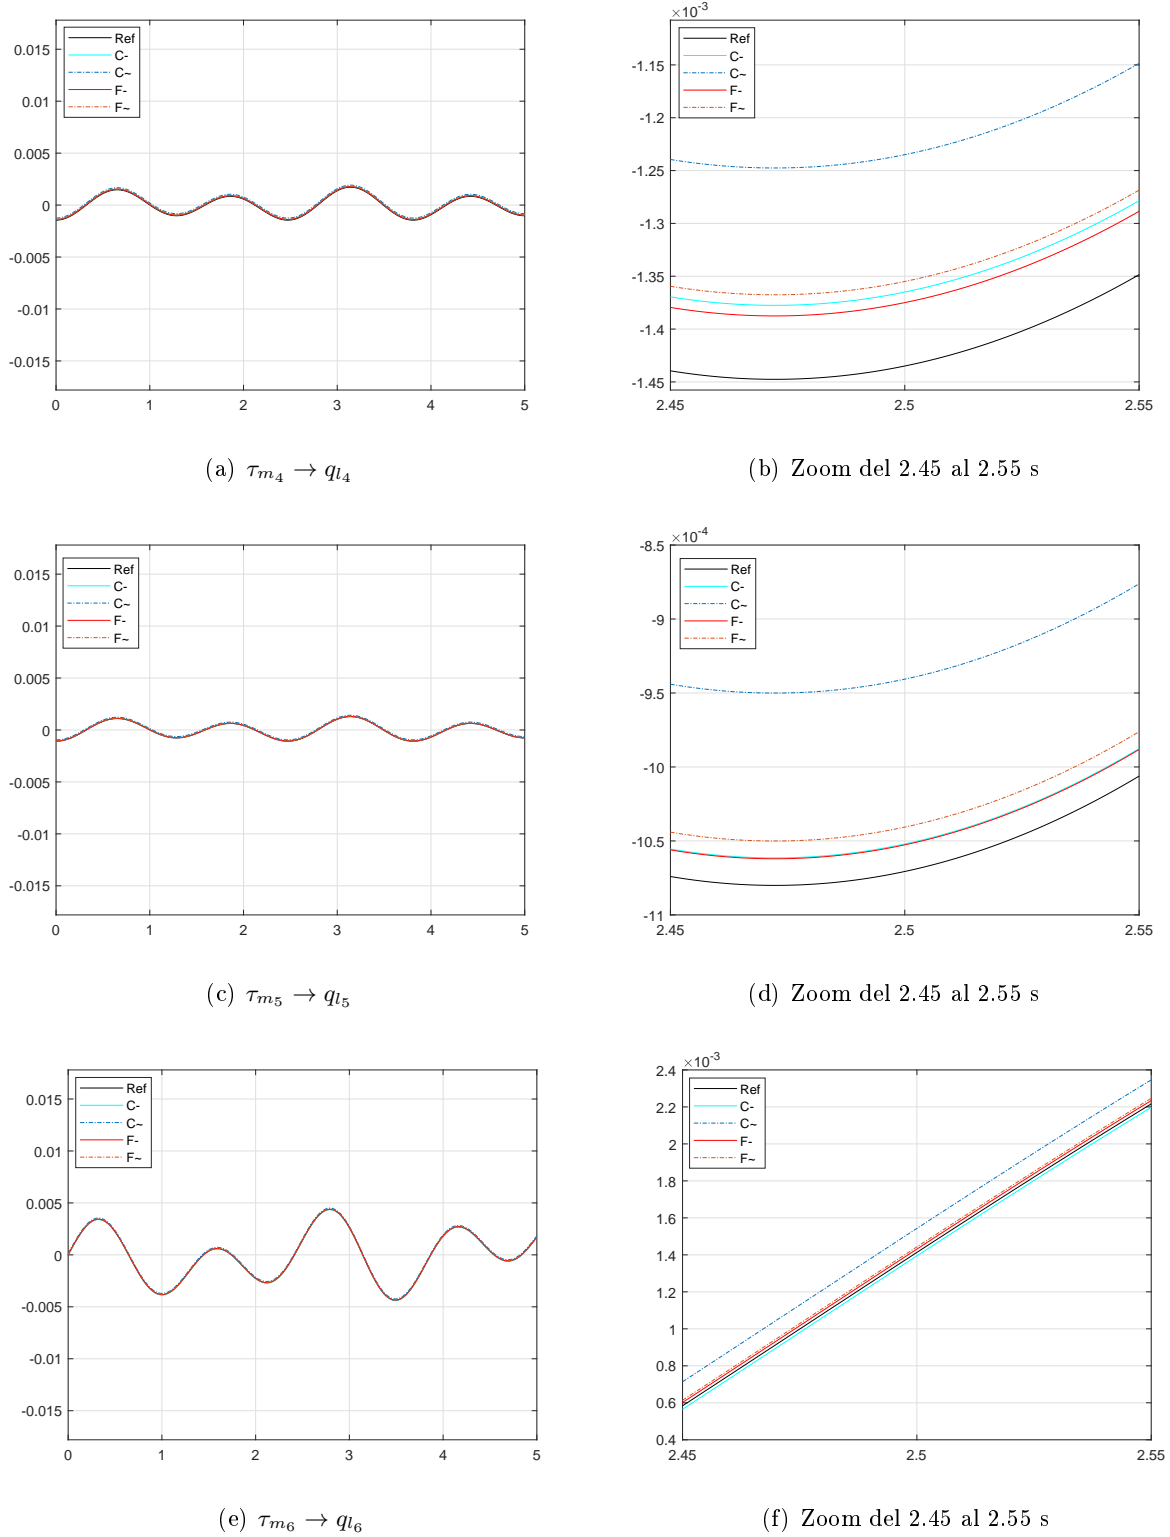 0.015
0.01
0.005
0
-0.005
-0.01
-0.015
0 1 2 3 4 5
Ref
C-
C~
F-
F~
(a) τm4 → ql4
×10-3
-1.15
-1.2
-1.25
-1.3
-1.35
-1.4
-1.45
2.45 2.5 2.55
Ref
C-
C~
F-
F~
(b) Zoom del 2.45 al 2.55 s
0.015
0.01
0.005
0
-0.005
-0.01
-0.015
0 1 2 3 4 5
Ref
C-
C~
F-
F~
(c) τm5 → ql5
×10-4
-8.5
-9
-9.5
-10
-10.5
-11
2.45 2.5 2.55
Ref
C-
C~
F-
F~
(d) Zoom del 2.45 al 2.55 s
0.015
0.01
0.005
0
-0.005
-0.01
-0.015
0 1 2 3 4 5
Ref
C-
C~
F-
F~
(e) τm6 → ql6
×10-3
2.4
2.2
2
1.8
1.6
1.4
1.2
1
0.8
0.6
0.4
2.45 2.5 2.55
Ref
C-
C~
F-
F~
(f) Zoom del 2.45 al 2.55 s